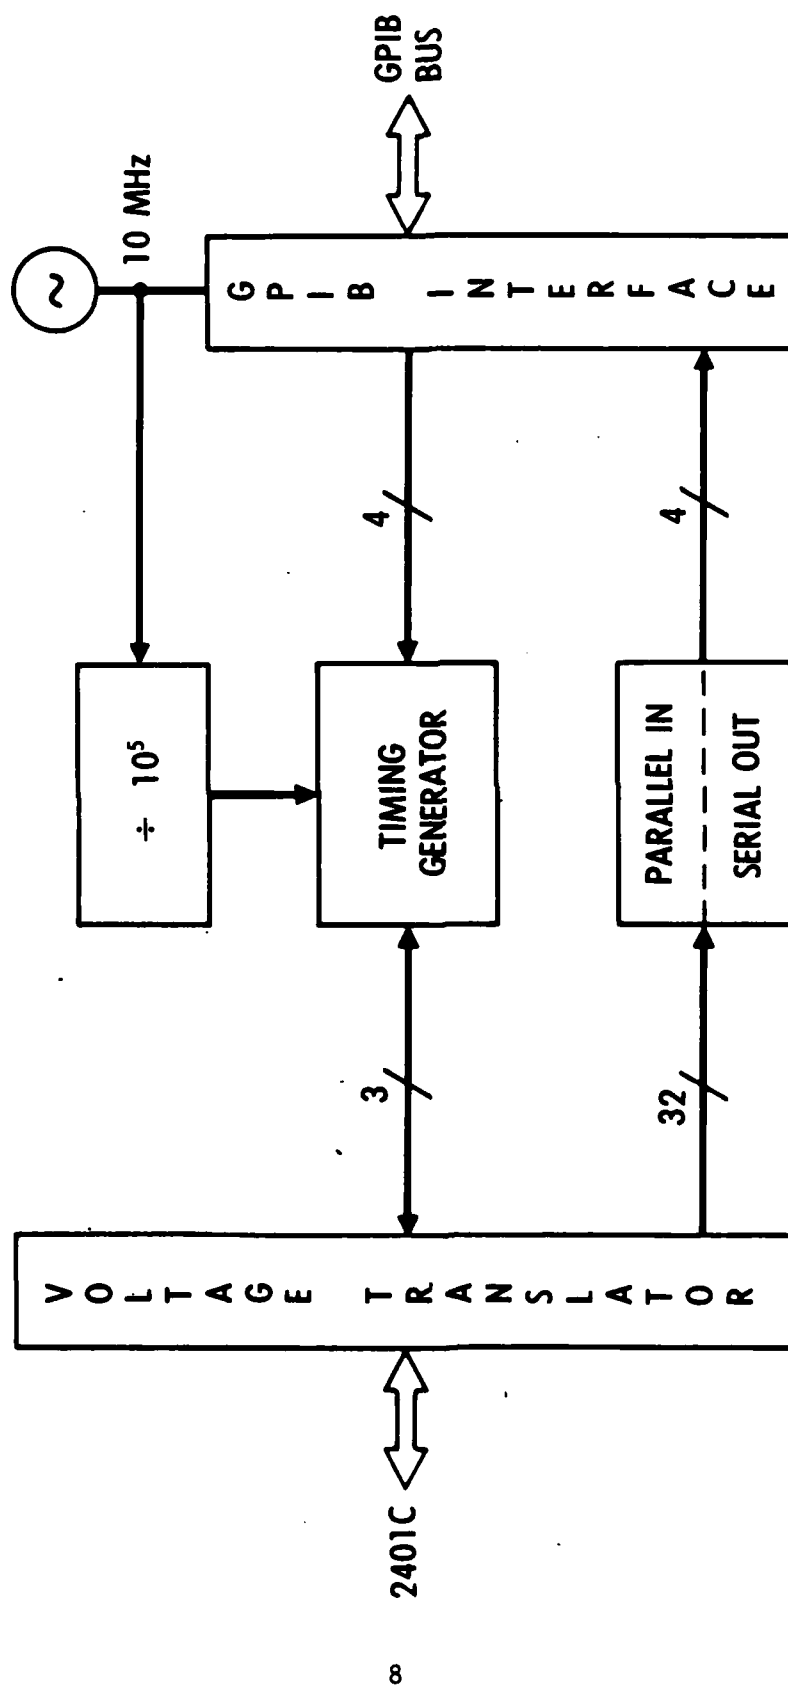 2401C
VOLTAGE TRANSLATOR
3
32
÷ 10⁵
TIMING
GENERATOR
PARALLEL IN
SERIAL OUT
4
4
10 MHz
~
GPIB INTERFACE
GPIB
BUS
8